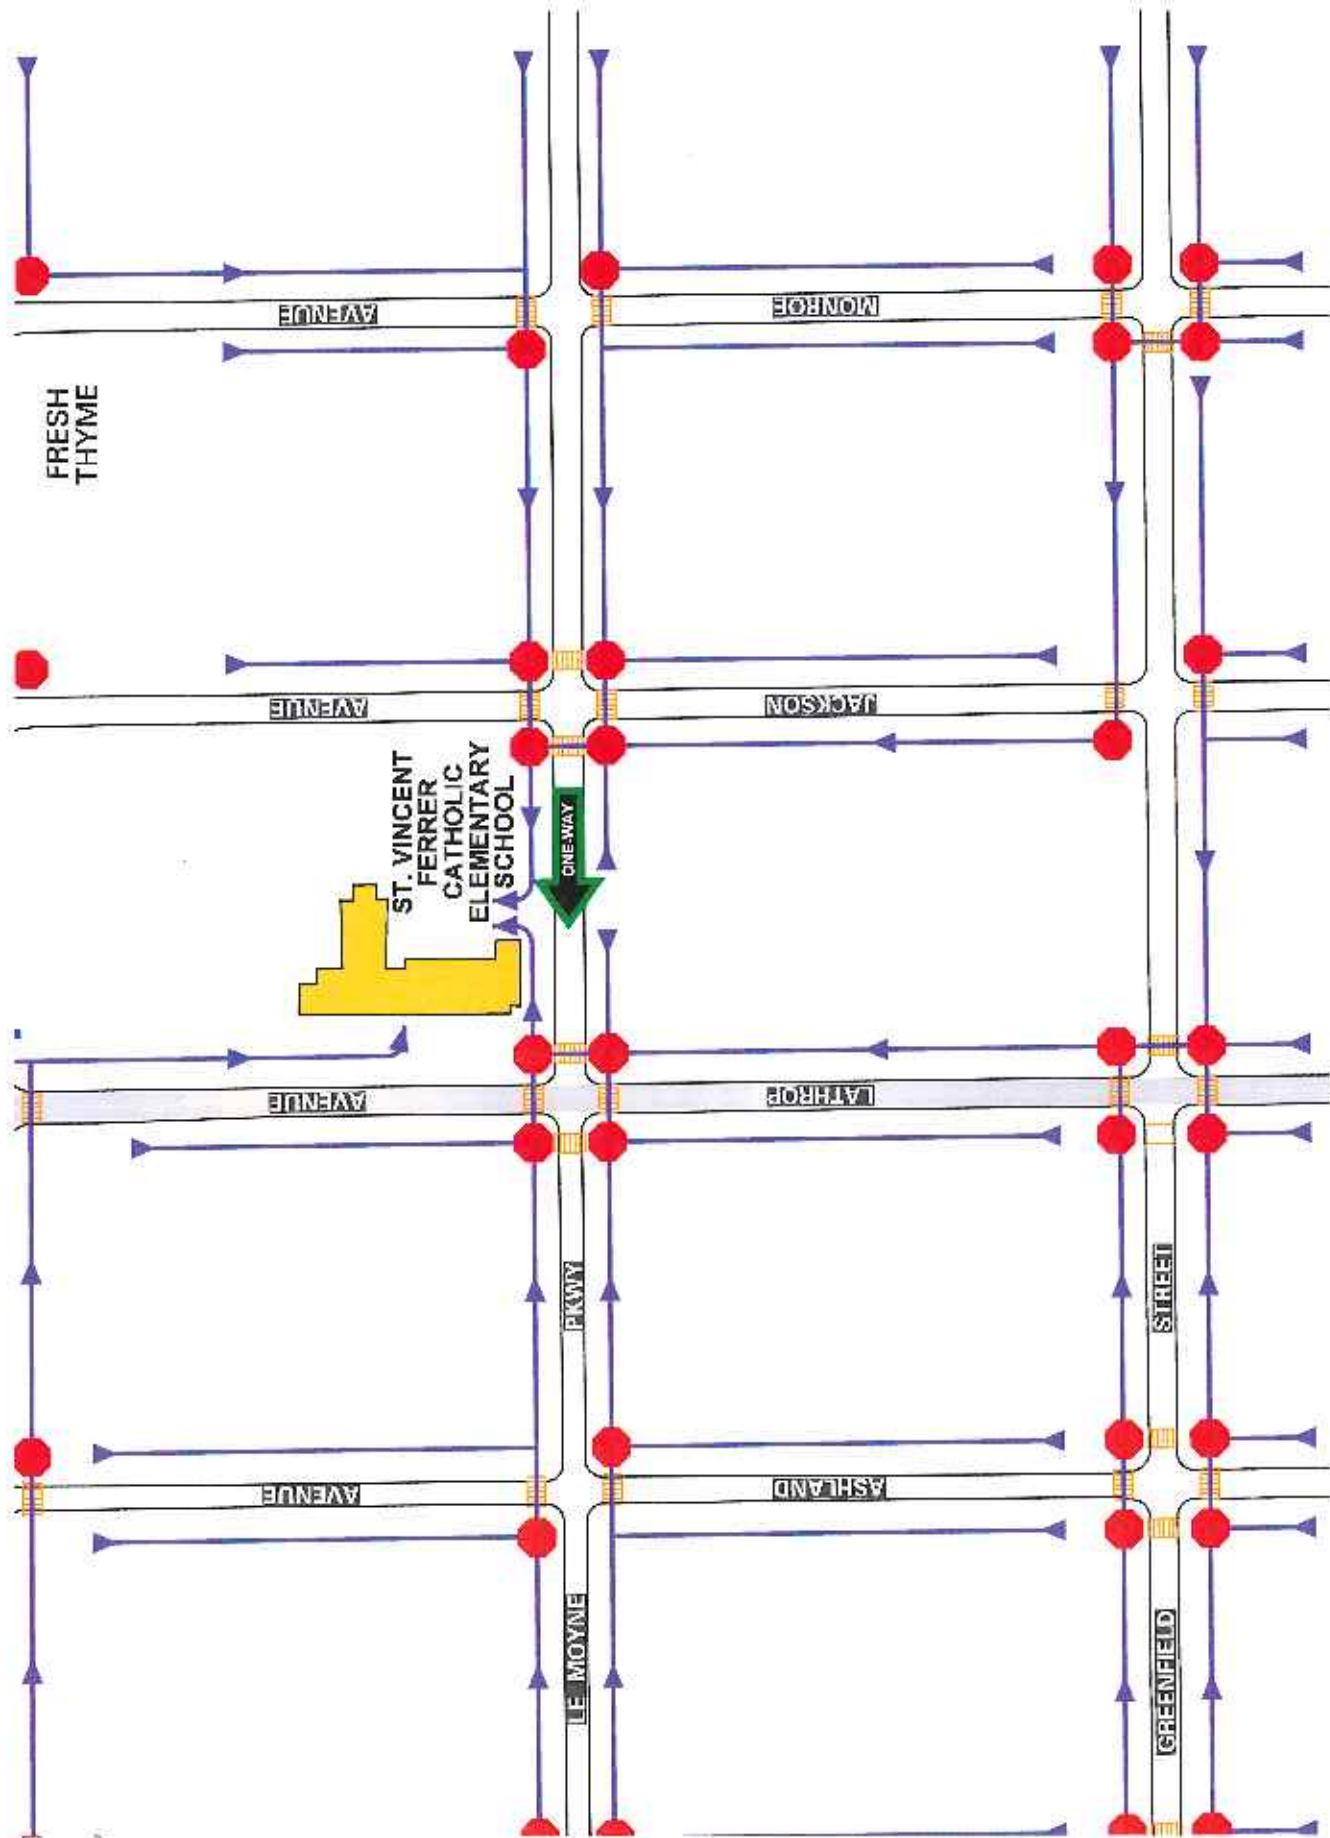 FRESH
THYME
AVENUE
MONROE
AVENUE
JACKSON
ST. VINCENT
FERRER
CATHOLIC
ELEMENTARY
SCHOOL
ONE-WAY
AVENUE
LATHROP
PKWY
STREET
AVENUE
ASHLAND
LE MOYNE
GREENFIELD